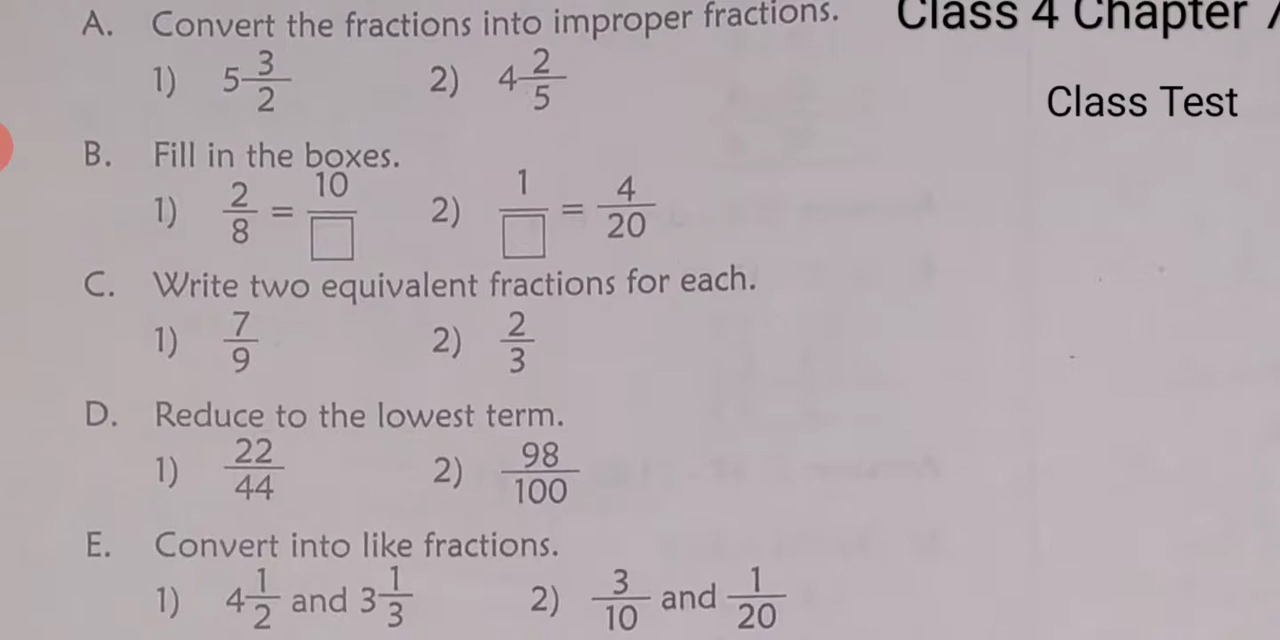 A. Convert the fractions into improper fractions.
Class 4 Chapter
1) 5 3/2 2) 4 2/5
Class Test
B. Fill in the boxes.
1) 2/8 = 10/□ 2) 1/□ = 4/20
C. Write two equivalent fractions for each.
1) 7/9 2) 2/3
D. Reduce to the lowest term.
1) 22/44 2) 98/100
E. Convert into like fractions.
1) 4 1/2 and 3 1/3 2) 3/10 and 1/20